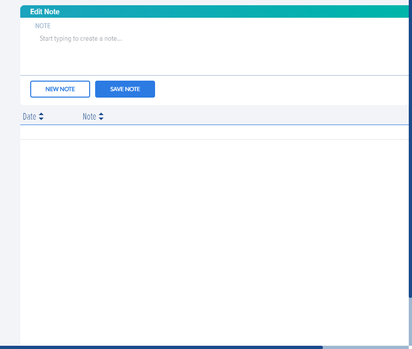 Edit Note
NOTE
Start typing to create a note...
NEW NOTE SAVE NOTE
Date Note